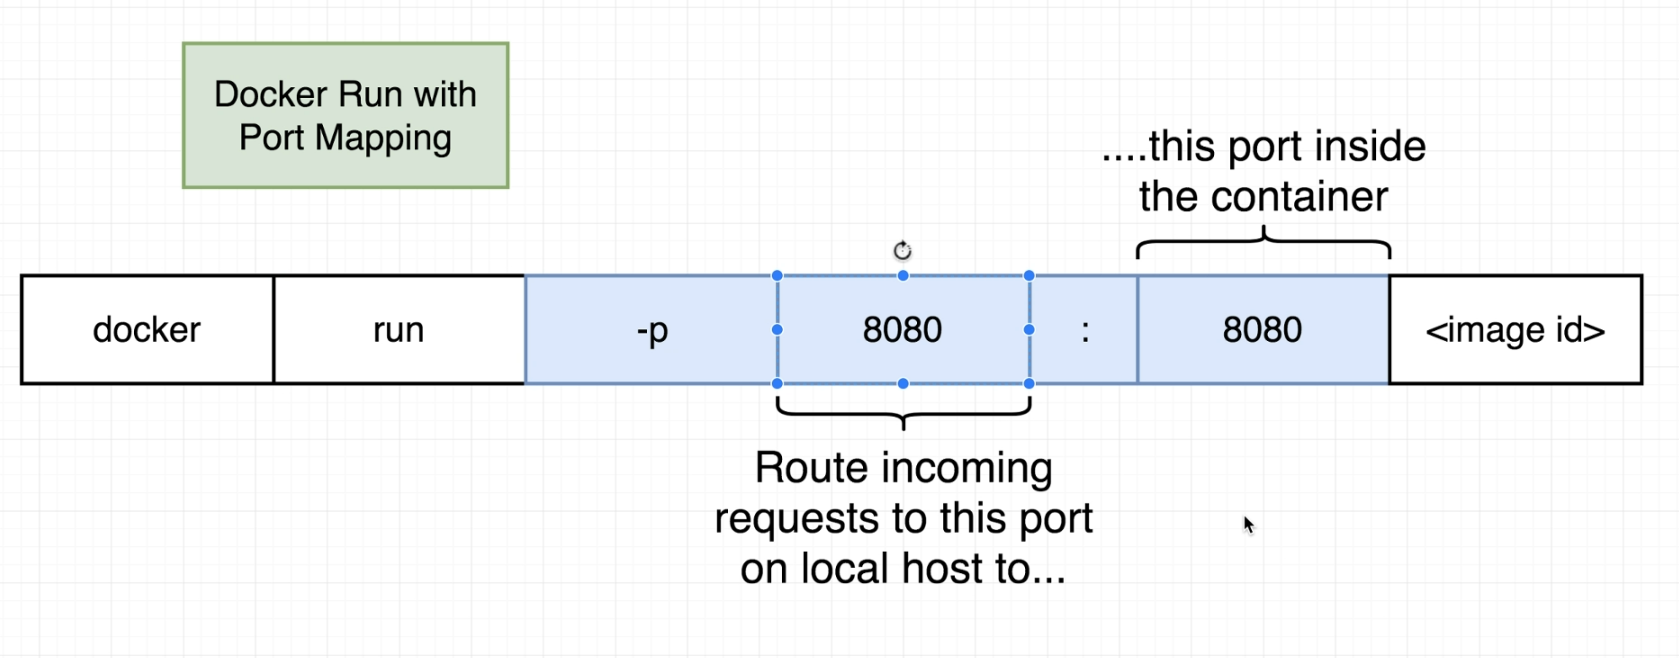 Docker Run with
Port Mapping
....this port inside
the container
docker run -p 8080 : 8080 <image id>
Route incoming
requests to this port
on local host to...